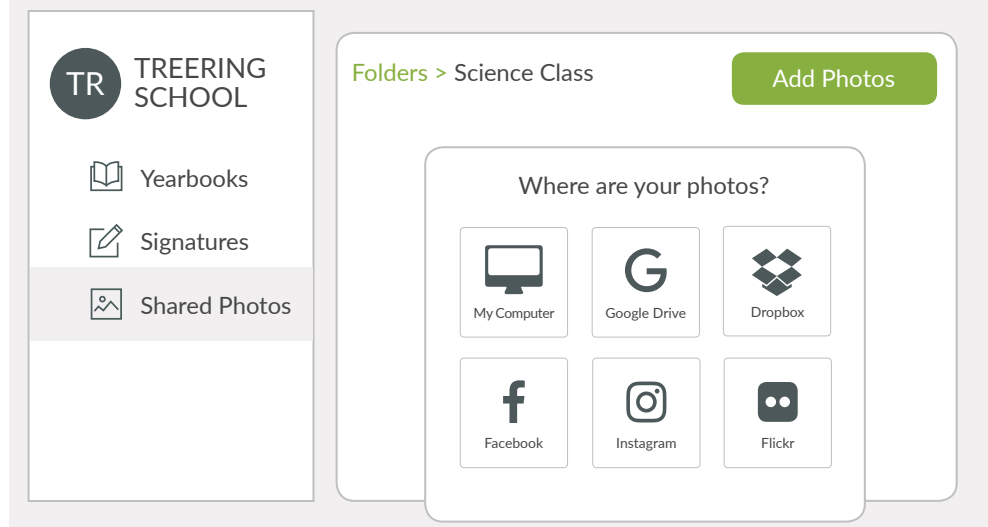 TR
TREERING
SCHOOL
Yearbooks
Signatures
Shared Photos
Folders > Science Class
Add Photos
Where are your photos?
My Computer
Google Drive
Dropbox
Facebook
Instagram
Flickr